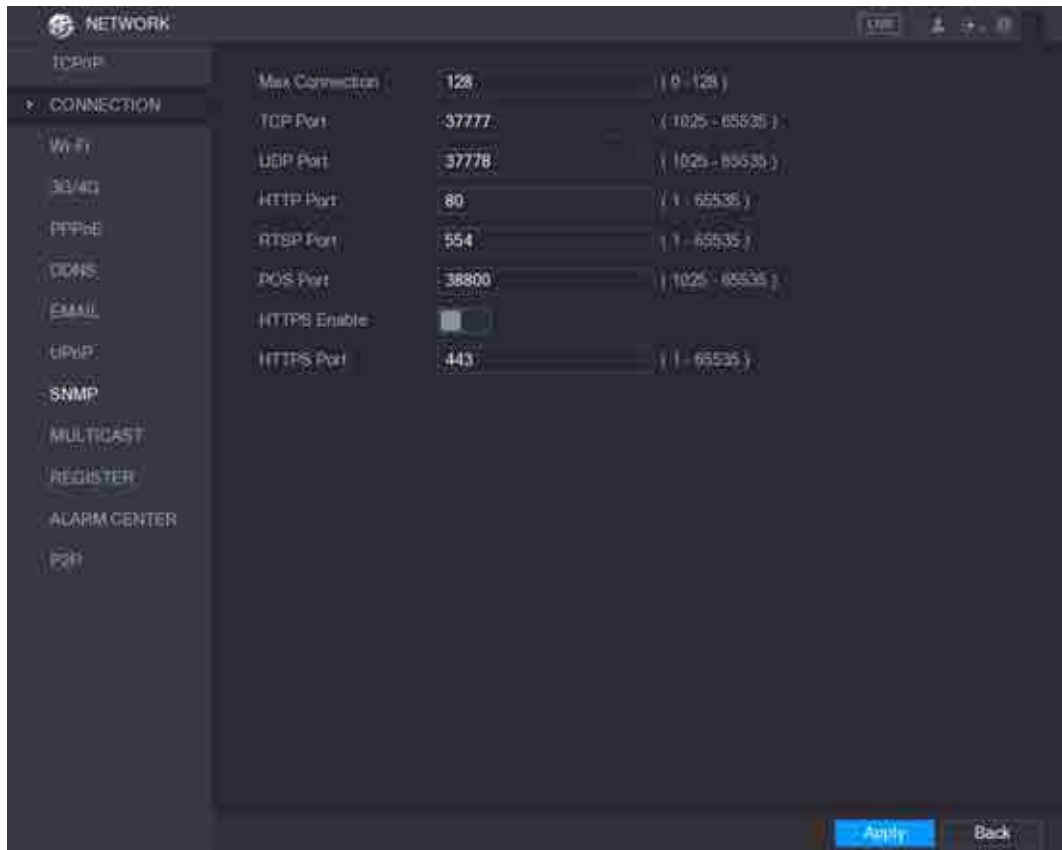 NETWORK
LIVE
TCP/IP
CONNECTION
Wi-Fi
3G/4G
PPPoE
DDNS
EMAIL
UPnP
SNMP
MULTICAST
REGISTER
ALARM CENTER
P2P
Max Connection 128 ( 0 - 128 )
TCP Port 37777 ( 1025 - 65535 )
UDP Port 37778 ( 1025 - 65535 )
HTTP Port 80 ( 1 - 65535 )
RTSP Port 554 ( 1 - 65535 )
POS Port 38800 ( 1025 - 65535 )
HTTPS Enable
HTTPS Port 443 ( 1 - 65535 )
Apply Back